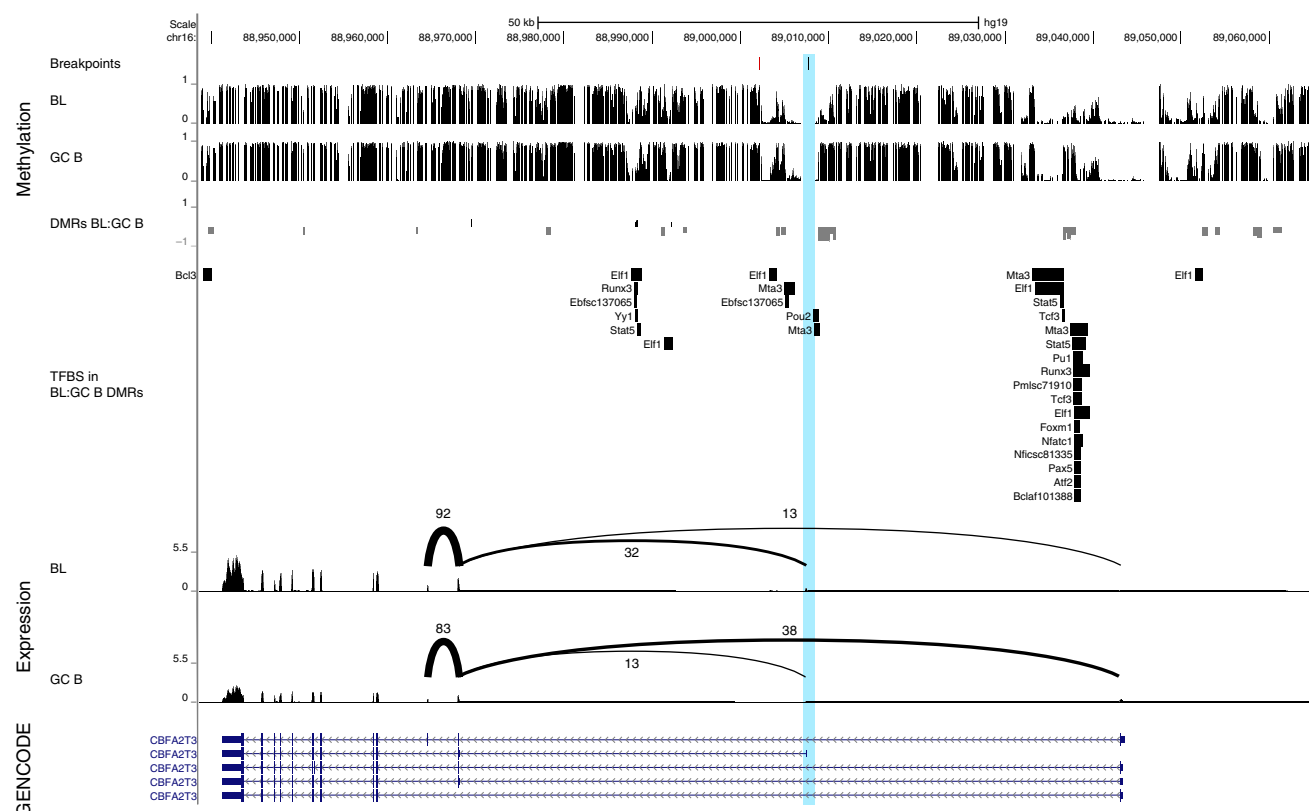 Scale
50 kb
hg19
chr16:
88,950,000
88,960,000
88,970,000
88,980,000
88,990,000
89,000,000
89,010,000
89,020,000
89,030,000
89,040,000
89,050,000
89,060,000
Breakpoints
Methylation
1
BL
0
1
GC B
0
1
DMRs BL:GC B
−1
Bcl3
Elf1
Elf1
Mta3
Elf1
Runx3
Mta3
Elf1
Ebfsc137065
Ebfsc137065
Stat5
Yy1
Pou2
Tcf3
Stat5
Mta3
Mta3
Elf1
Stat5
Pu1
Runx3
TFBS in
BL:GC B DMRs
Pmlsc71910
Tcf3
Elf1
Foxm1
Nfatc1
Nficsc81335
Pax5
Atf2
Bclaf101388
Expression
92
13
32
5.5
BL
0
83
38
13
5.5
GC B
0
GENCODE
CBFA2T3
CBFA2T3
CBFA2T3
CBFA2T3
CBFA2T3